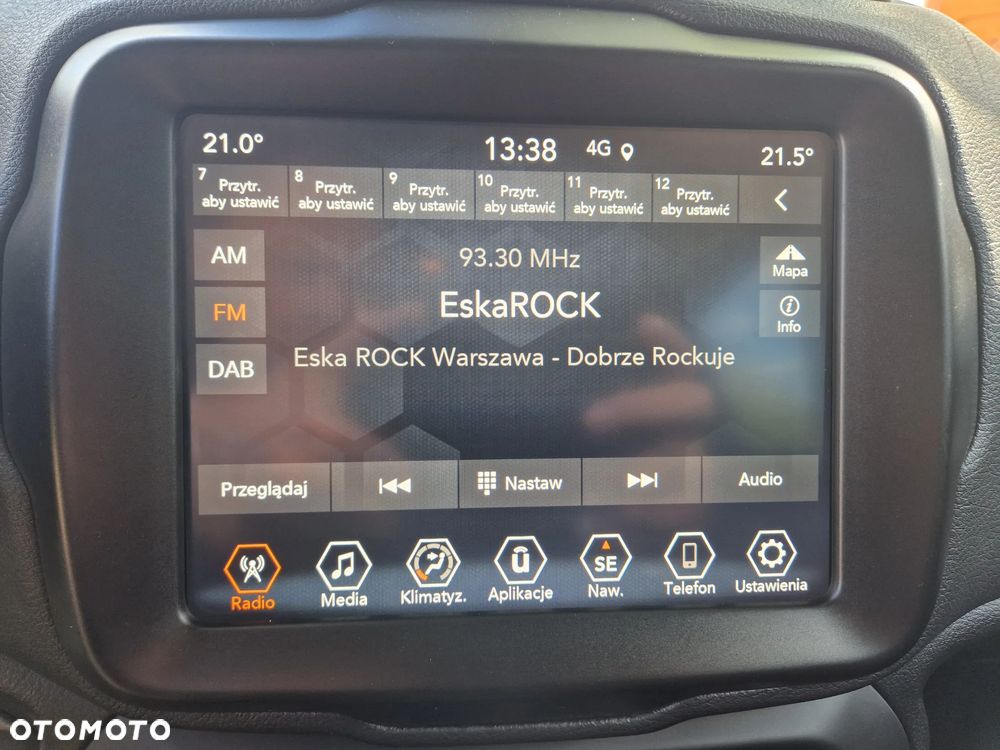 21.0°
13:38
4G
21.5°
7 Przytr.
aby ustawić
8 Przytr.
aby ustawić
9 Przytr.
aby ustawić
10 Przytr.
aby ustawić
11 Przytr.
aby ustawić
12 Przytr.
aby ustawić
AM
93.30 MHz
Mapa
FM
EskaROCK
Info
DAB
Eska ROCK Warszawa - Dobrze Rockuje
Przeglądaj
Nastaw
Audio
Radio
Media
Klimatyz.
û
Aplikacje
SE
Naw.
Telefon
Ustawienia
OTOMOTO